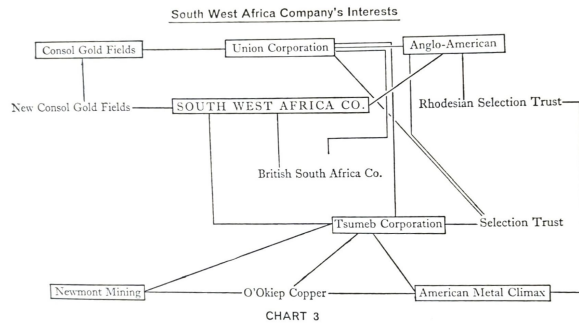 South West Africa Company's Interests
Consol Gold Fields
Union Corporation
Anglo-American
New Consol Gold Fields
SOUTH WEST AFRICA CO.
Rhodesian Selection Trust
British South Africa Co.
Tsumeb Corporation
Selection Trust
Newmont Mining
O'Okiep Copper
American Metal Climax
CHART 3